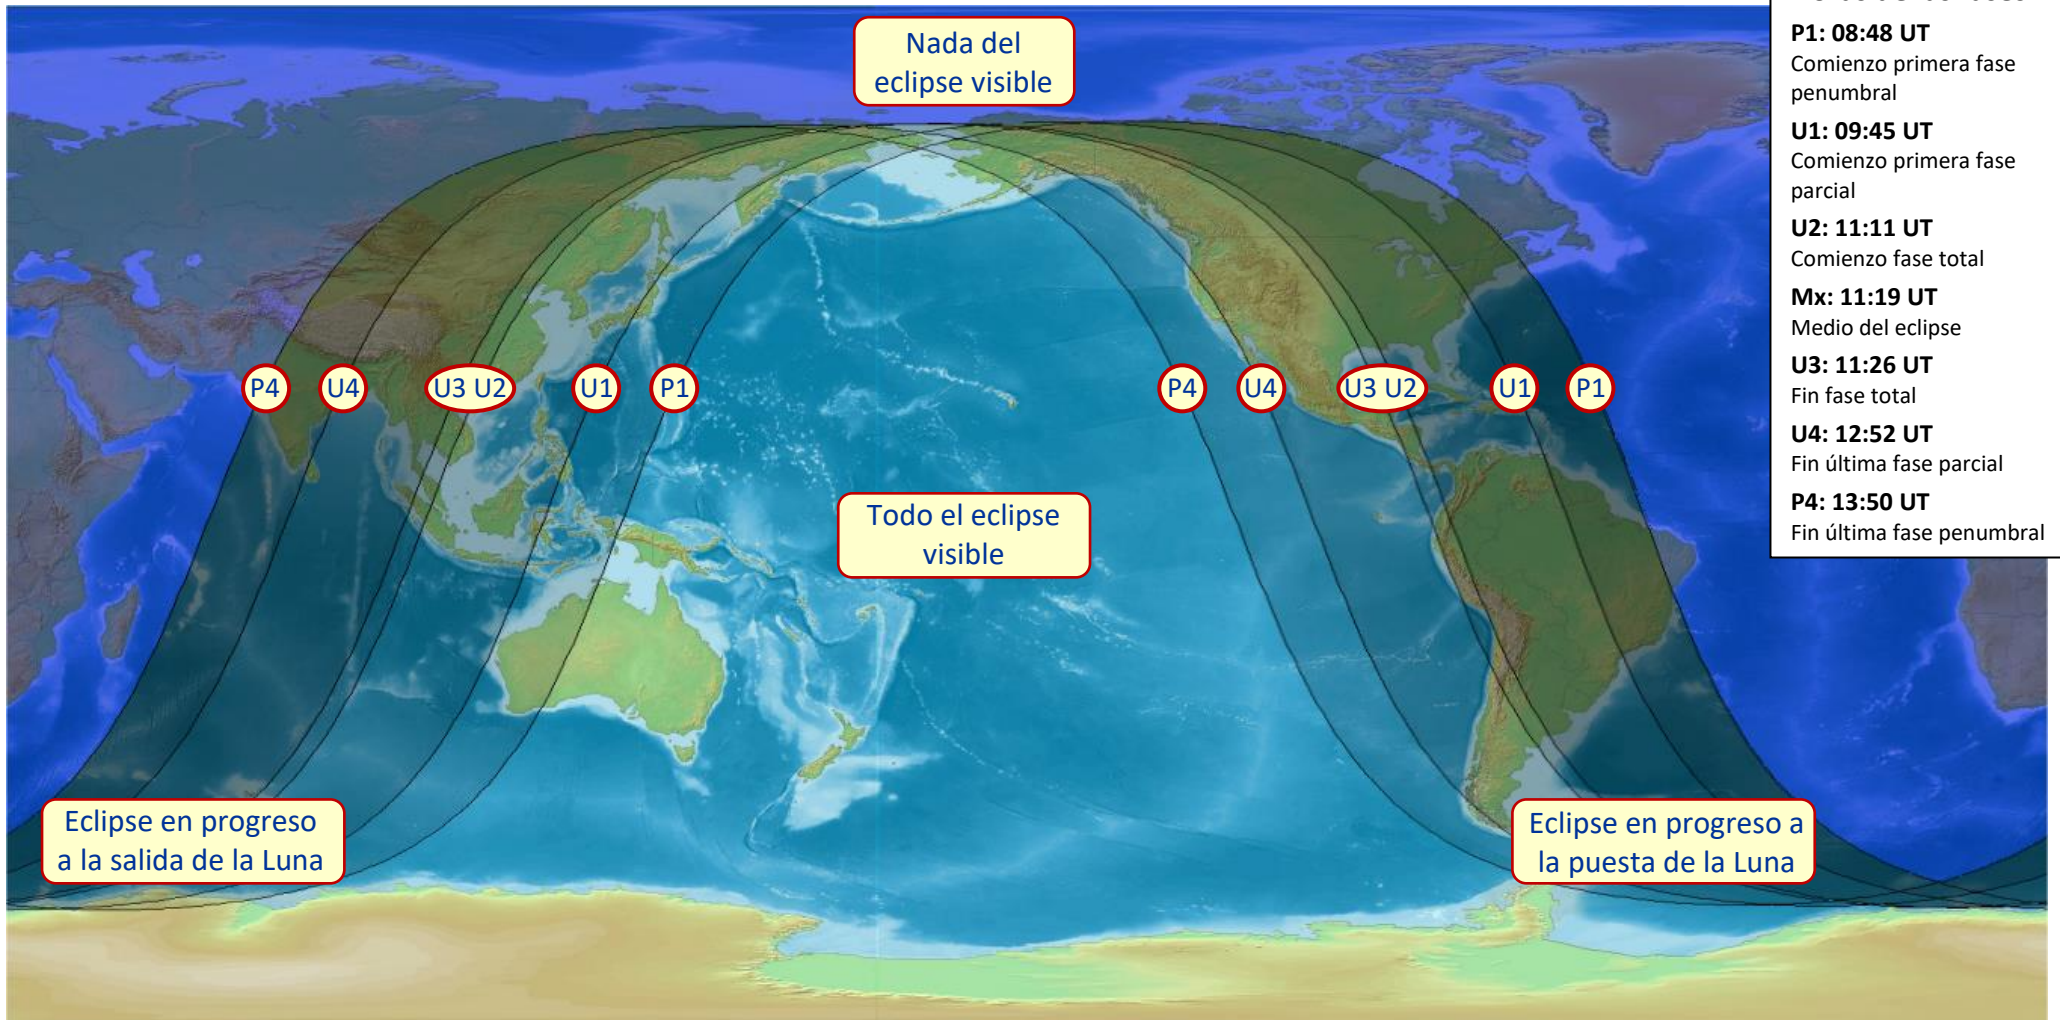 Nada del
eclipse visible
P4
U4
U3 U2
U1
P1
P4
U4
U3 U2
U1
P1
Todo el eclipse
visible
Eclipse en progreso
a la salida de la Luna
Eclipse en progreso a
la puesta de la Luna
P1: 08:48 UT
Comienzo primera fase
penumbral
U1: 09:45 UT
Comienzo primera fase
parcial
U2: 11:11 UT
Comienzo fase total
Mx: 11:19 UT
Medio del eclipse
U3: 11:26 UT
Fin fase total
U4: 12:52 UT
Fin última fase parcial
P4: 13:50 UT
Fin última fase penumbral